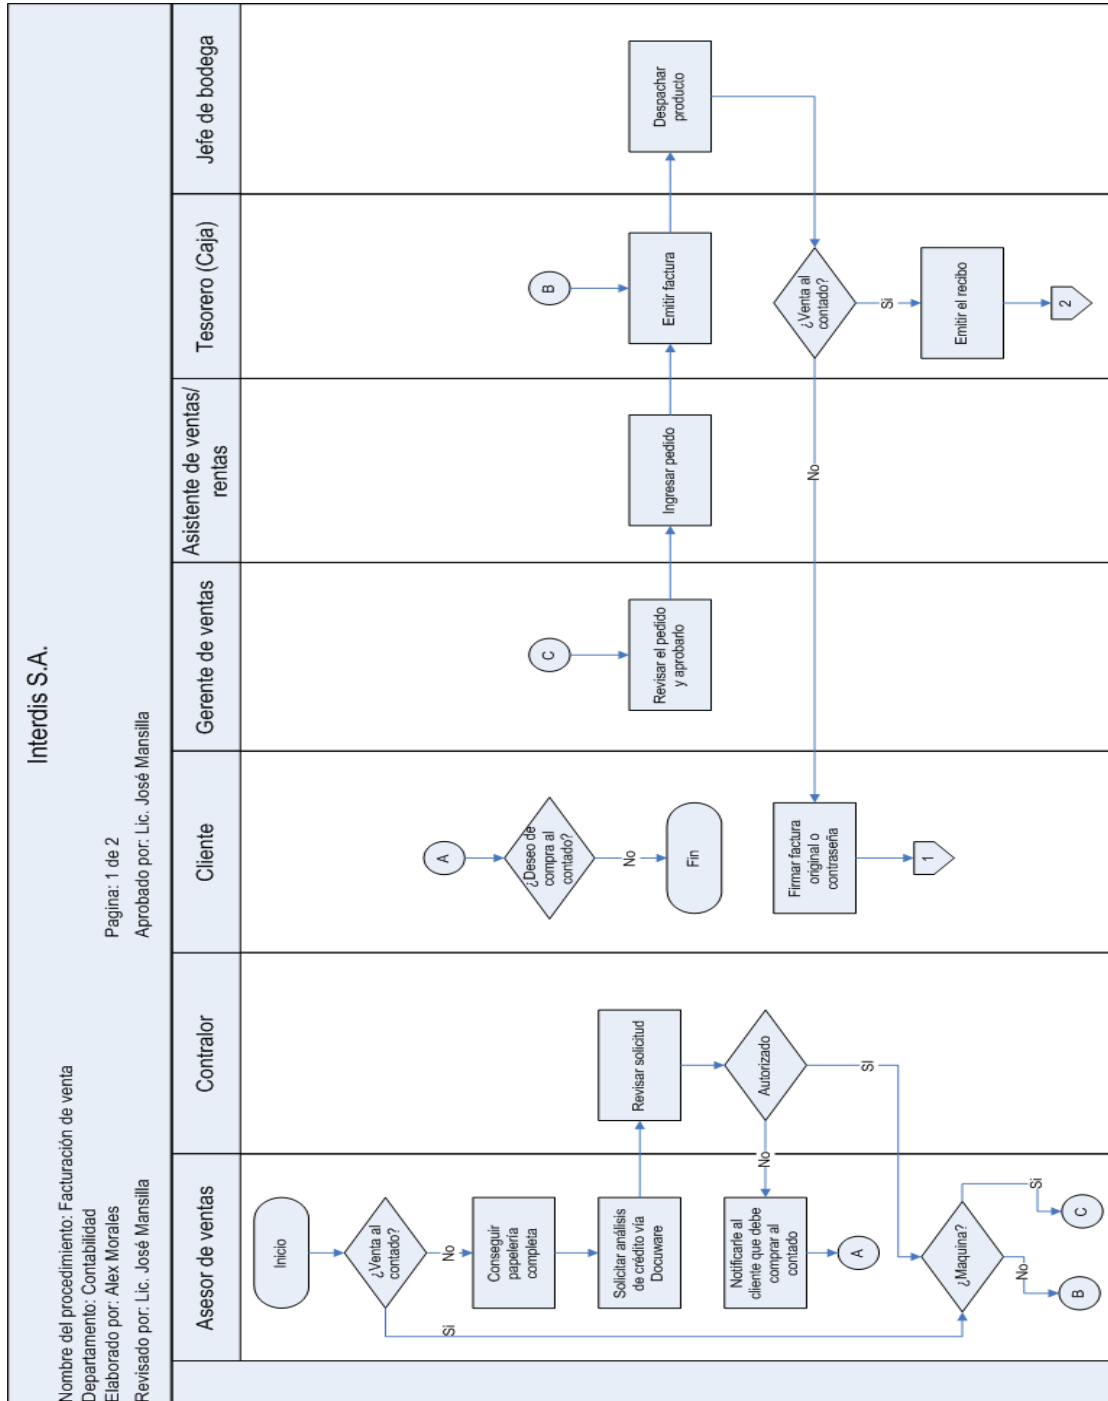 Interdis S.A.
Nombre del procedimiento: Facturación de venta
Departamento: Contabilidad
Elaborado por: Alex Morales
Pagina: 1 de 2
Revisado por: Lic. José Mansilla
Aprobado por: Lic. José Mansilla
Asesor de ventas
Contralor
Cliente
Gerente de ventas
Asistente de ventas/
rentas
Tesorero (Caja)
Jefe de bodega
Inicio
¿Venta al
contado?
No
Si
Conseguir
papelería
completa
Solicitar análisis
de crédito vía
Docuware
Revisar solicitud
Autorizado
No
SI
Notificarle al
cliente que debe
comprar al
contado
A
¿Maquina?
Si
No
C
B
A
¿Deseo de
compra al
contado?
No
Fin
C
Revisar el pedido
y aprobarlo
Ingresar pedido
B
Emitir factura
Despachar
producto
¿Venta al
contado?
Si
No
Emitir el recibo
2
Firmar factura
original o
contraseña
1